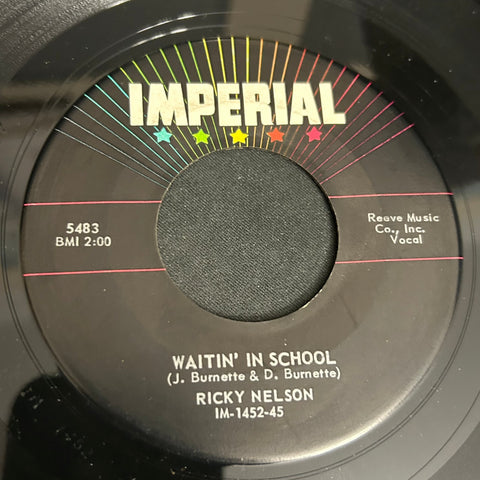 IMPERIAL
5483
BMI 2:00
Reeve Music
Co., Inc.
Vocal
WAITIN' IN SCHOOL
(J. Burnette & D. Burnette)
RICKY NELSON
IM-1452-45